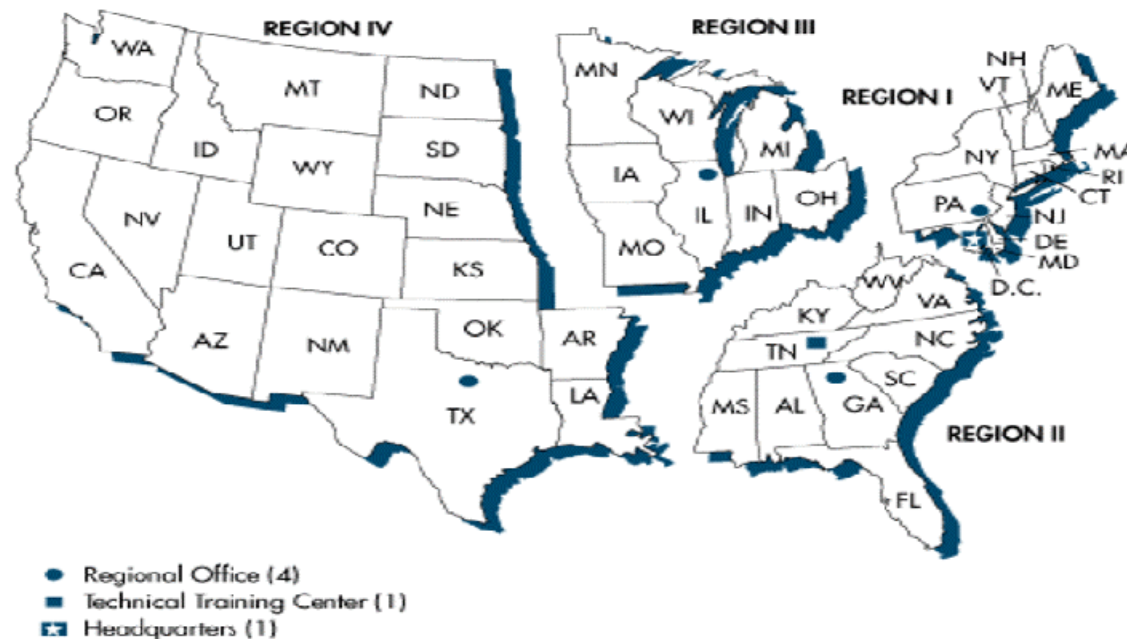 REGION IV
REGION III
REGION I
REGION II
WA
OR
ID
MT
ND
SD
WY
NE
NV
UT
CO
KS
CA
AZ
NM
OK
TX
AR
LA
MN
WI
MI
IA
IL
IN
OH
MO
NH
VT
ME
NY
MA
RI
CT
PA
NJ
DE
MD
D.C.
WV
VA
KY
NC
TN
SC
MS
AL
GA
FL
Regional Office (4)
Technical Training Center (1)
Headquarters (1)